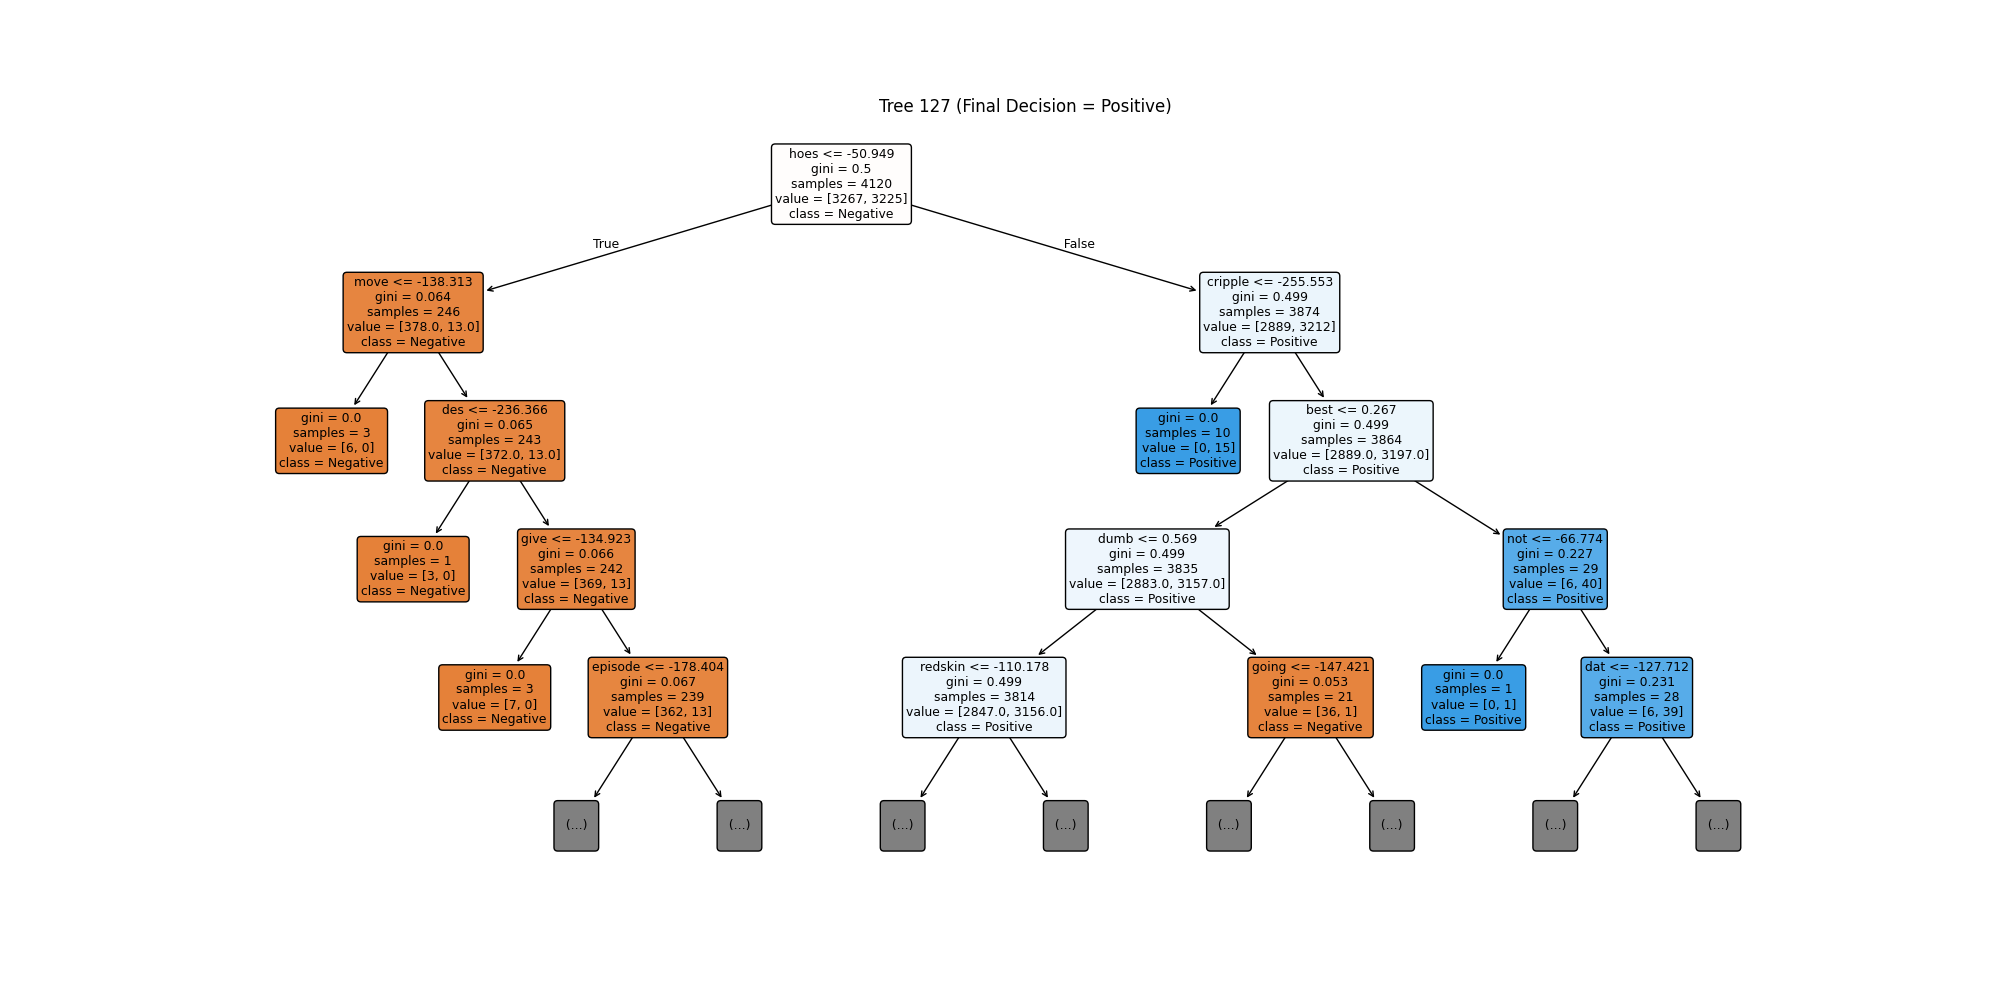 Tree 127 (Final Decision = Positive)
hoes <= -50.949
gini = 0.5
samples = 4120
value = [3267, 3225]
class = Negative
True
False
move <= -138.313
gini = 0.064
samples = 246
value = [378.0, 13.0]
class = Negative
cripple <= -255.553
gini = 0.499
samples = 3874
value = [2889, 3212]
class = Positive
gini = 0.0
samples = 3
value = [6, 0]
class = Negative
des <= -236.366
gini = 0.065
samples = 243
value = [372.0, 13.0]
class = Negative
gini = 0.0
samples = 10
value = [0, 15]
class = Positive
best <= 0.267
gini = 0.499
samples = 3864
value = [2889.0, 3197.0]
class = Positive
gini = 0.0
samples = 1
value = [3, 0]
class = Negative
give <= -134.923
gini = 0.066
samples = 242
value = [369, 13]
class = Negative
dumb <= 0.569
gini = 0.499
samples = 3835
value = [2883.0, 3157.0]
class = Positive
not <= -66.774
gini = 0.227
samples = 29
value = [6, 40]
class = Positive
gini = 0.0
samples = 3
value = [7, 0]
class = Negative
episode <= -178.404
gini = 0.067
samples = 239
value = [362, 13]
class = Negative
redskin <= -110.178
gini = 0.499
samples = 3814
value = [2847.0, 3156.0]
class = Positive
going <= -147.421
gini = 0.053
samples = 21
value = [36, 1]
class = Negative
gini = 0.0
samples = 1
value = [0, 1]
class = Positive
dat <= -127.712
gini = 0.231
samples = 28
value = [6, 39]
class = Positive
(...)
(...)
(...)
(...)
(...)
(...)
(...)
(...)